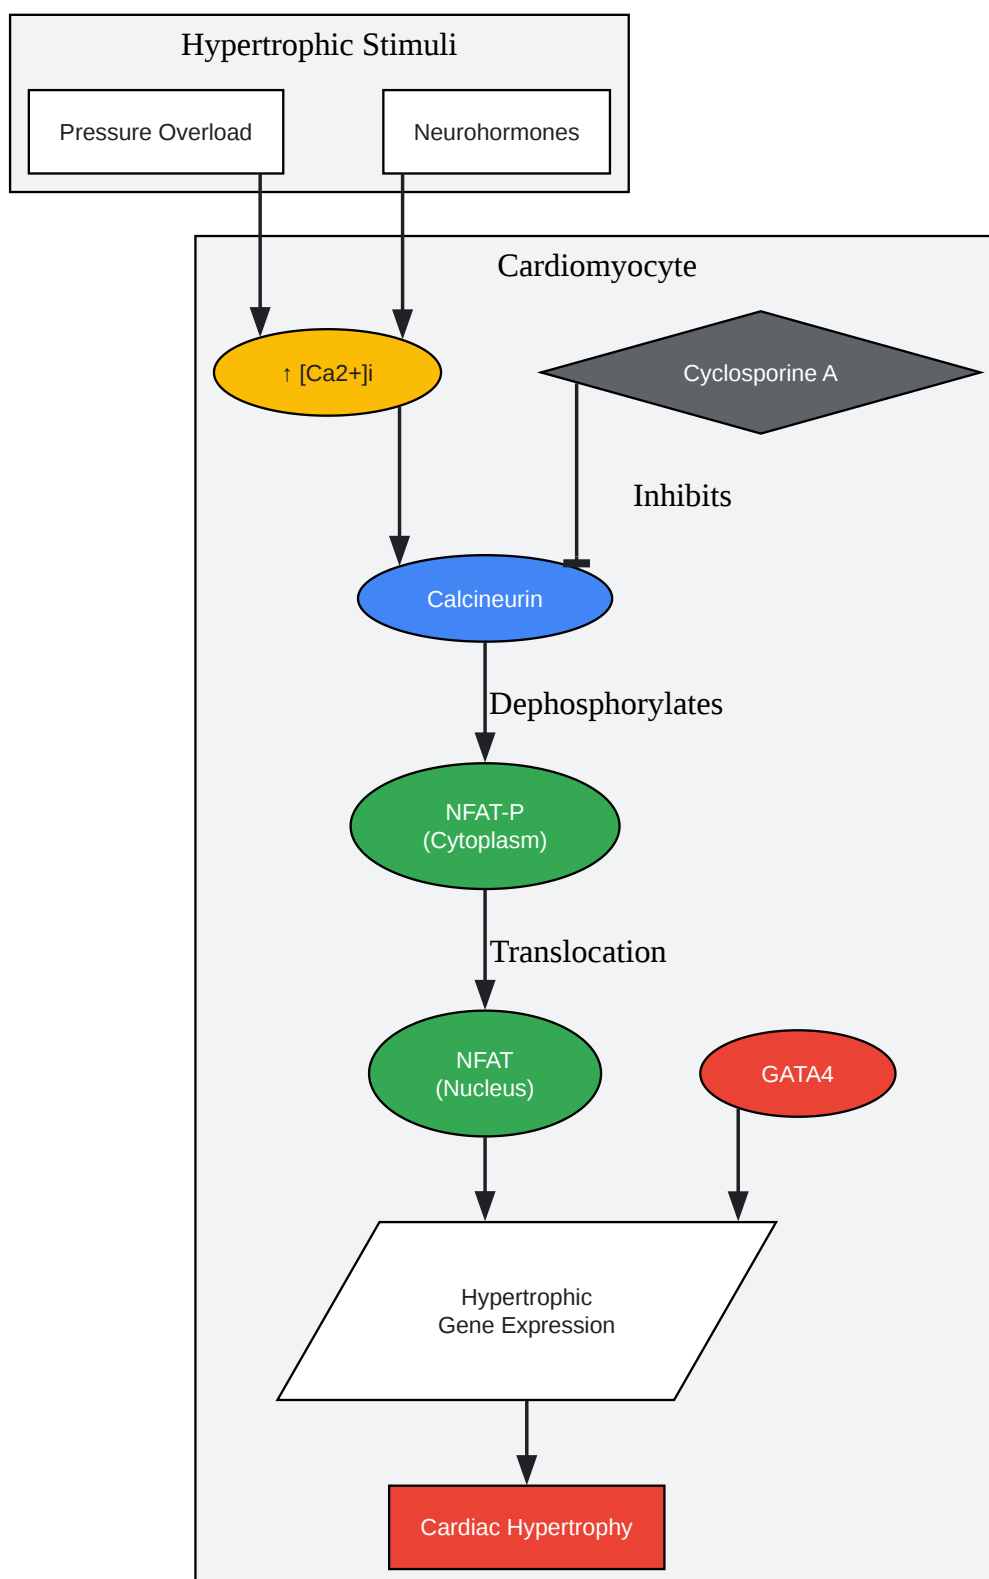 Hypertrophic Stimuli
Pressure Overload
Neurohormones
Cardiomyocyte
↑ [Ca2+]i
Cyclosporine A
Inhibits
Calcineurin
Dephosphorylates
NFAT-P
(Cytoplasm)
Translocation
NFAT
(Nucleus)
GATA4
Hypertrophic
Gene Expression
Cardiac Hypertrophy